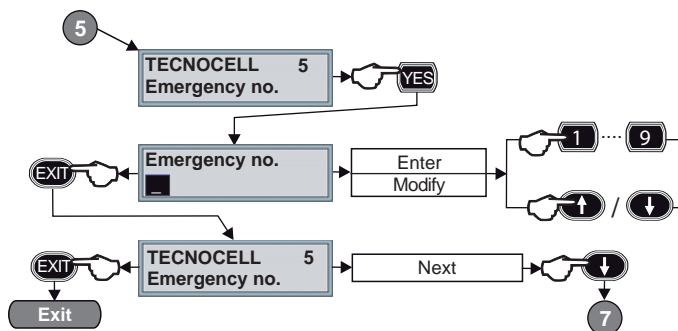 5
TECNOCELL 5
Emergency no.
YES
Emergency no.
_
EXIT
Enter
Modify
1 ···· 9
↑ / ↓
TECNOCELL 5
Emergency no.
EXIT
Next
↓
Exit
7